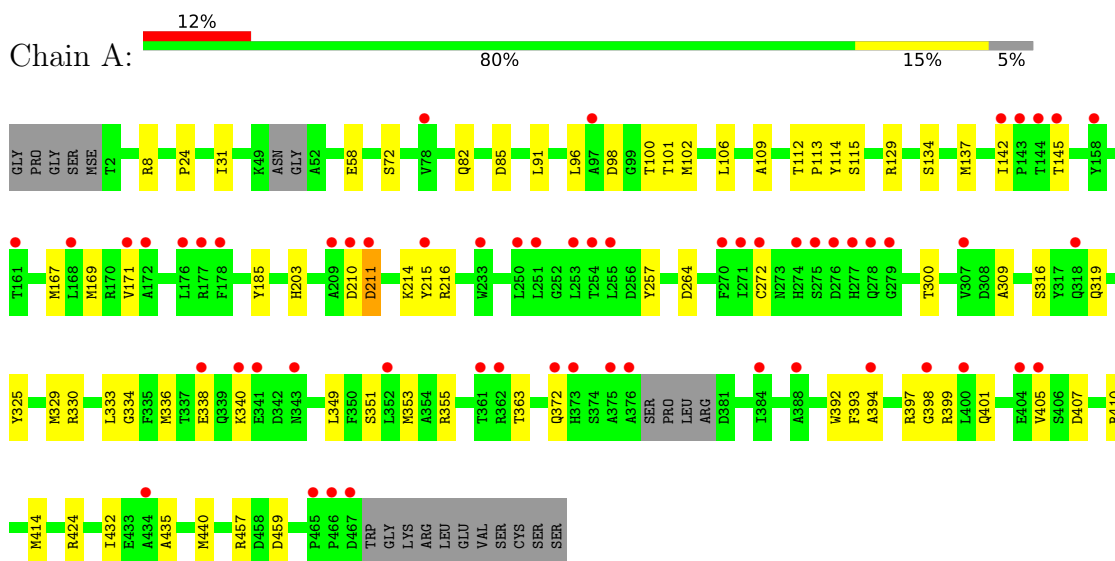 12%
Chain A:
80% 15% 5%
GLY PRO GLY SER MSE T2 R8 P24 I31 K49 ASN GLY A52 E58 S72 V78 Q82 D85 L91 L96 A97 D98 G99 T100 T101 M102 L106 A109 T112 P113 Y114 S115 R129 S134 M137 I142 P143 T144 T145 Y158
T161 M167 L168 M169 R170 V171 A172 L176 R177 F178 Y185 H203 A209 D210 D211 K214 Y215 R216 W233 L250 L251 G252 L253 T254 L255 D256 Y257 D264 F270 I271 C272 N273 H274 S275 D276 H277 Q278 G279 T300 V307 D308 A309 S316 Y317 Q318 Q319
Y325 M329 R330 L333 G334 F335 M336 T337 E338 Q339 K340 E341 D342 N343 L349 F350 S351 L352 M353 A354 R355 T361 R362 T363 Q372 H373 S374 A375 A376 SER PRO LEU ARG D381 I384 A388 W392 F393 A394 R397 G398 R399 L400 Q401 E404 V405 S406 D407
M414 R424 I432 E433 A434 A435 M440 R457 D458 D459 P465 P466 D467 TRP GLY LYS ARG LEU GLU VAL SER CYS SER SER